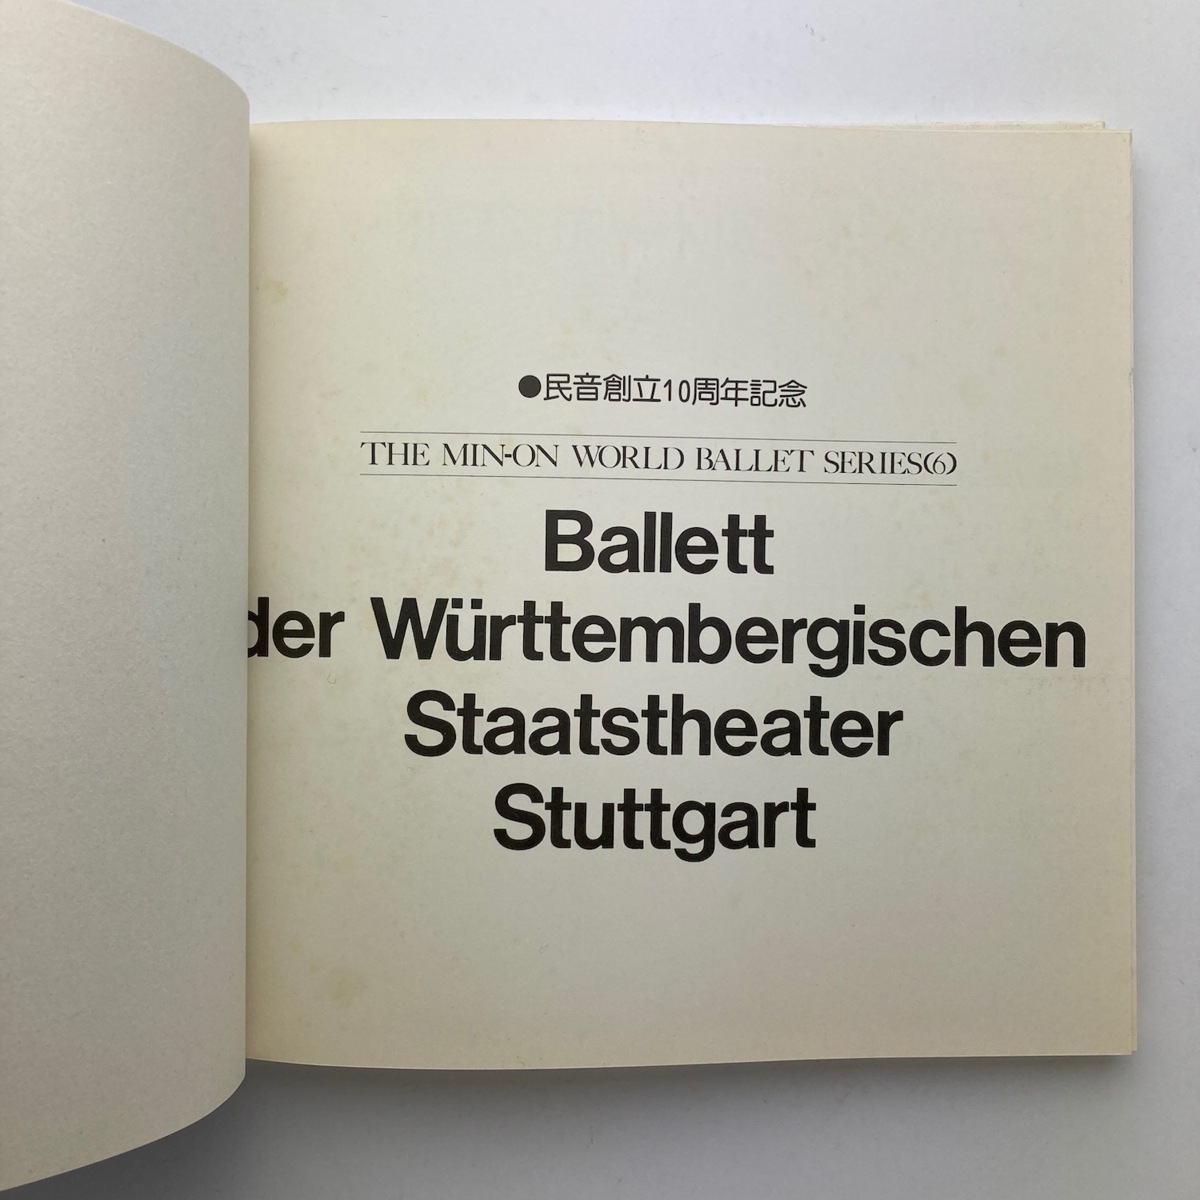 ●民音創立10周年記念
THE MIN-ON WORLD BALLET SERIES(6)
Ballett
der Württembergischen
Staatstheater
Stuttgart